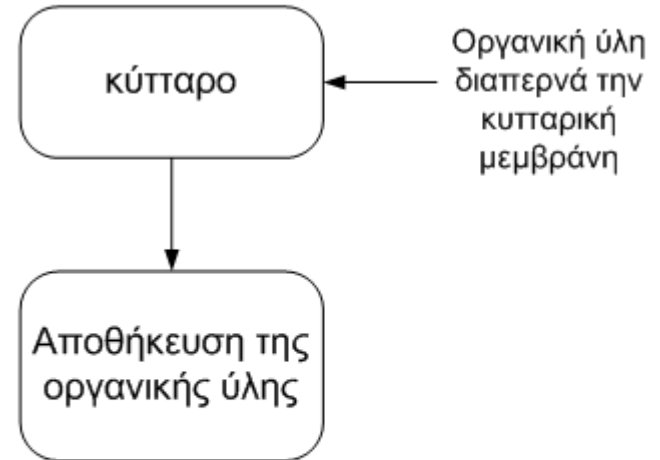 κύτταρο
Οργανική ύλη
διαπερνά την
κυτταρική
μεμβράνη
Αποθήκευση της
οργανικής ύλης